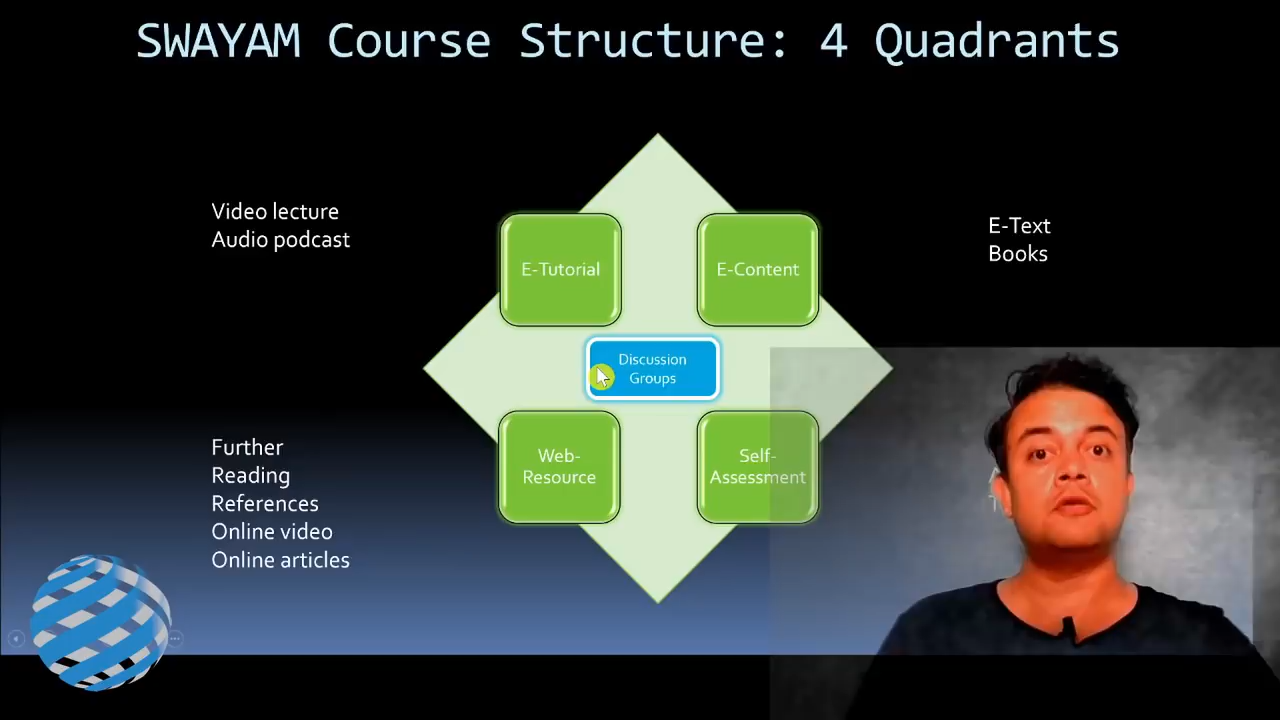 SWAYAM Course Structure: 4 Quadrants
Video lecture
Audio podcast
E-Tutorial
E-Content
E-Text
Books
Discussion
Groups
Further
Reading
References
Online video
Online articles
Web-
Resource
Self-
Assessment